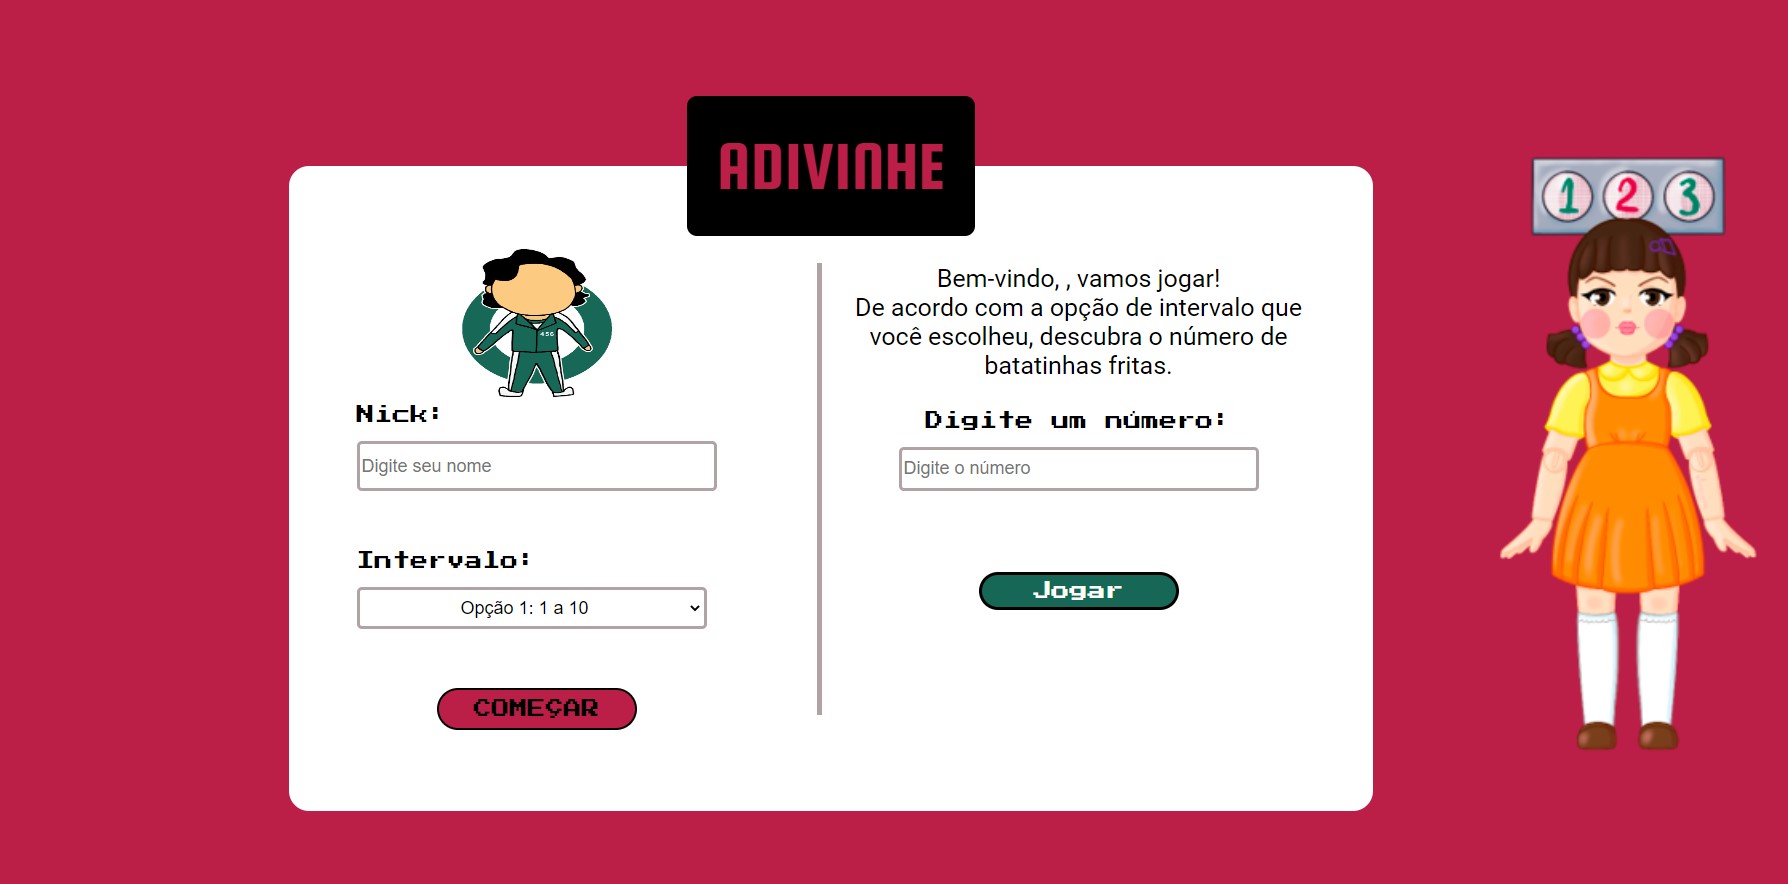 ADIVINHE
1 2 3
456
Nick:
Digite seu nome
Intervalo:
Opção 1: 1 a 10
COMEÇAR
Bem-vindo, , vamos jogar!
De acordo com a opção de intervalo que
você escolheu, descubra o número de
batatinhas fritas.
Digite um número:
Digite o número
Jogar